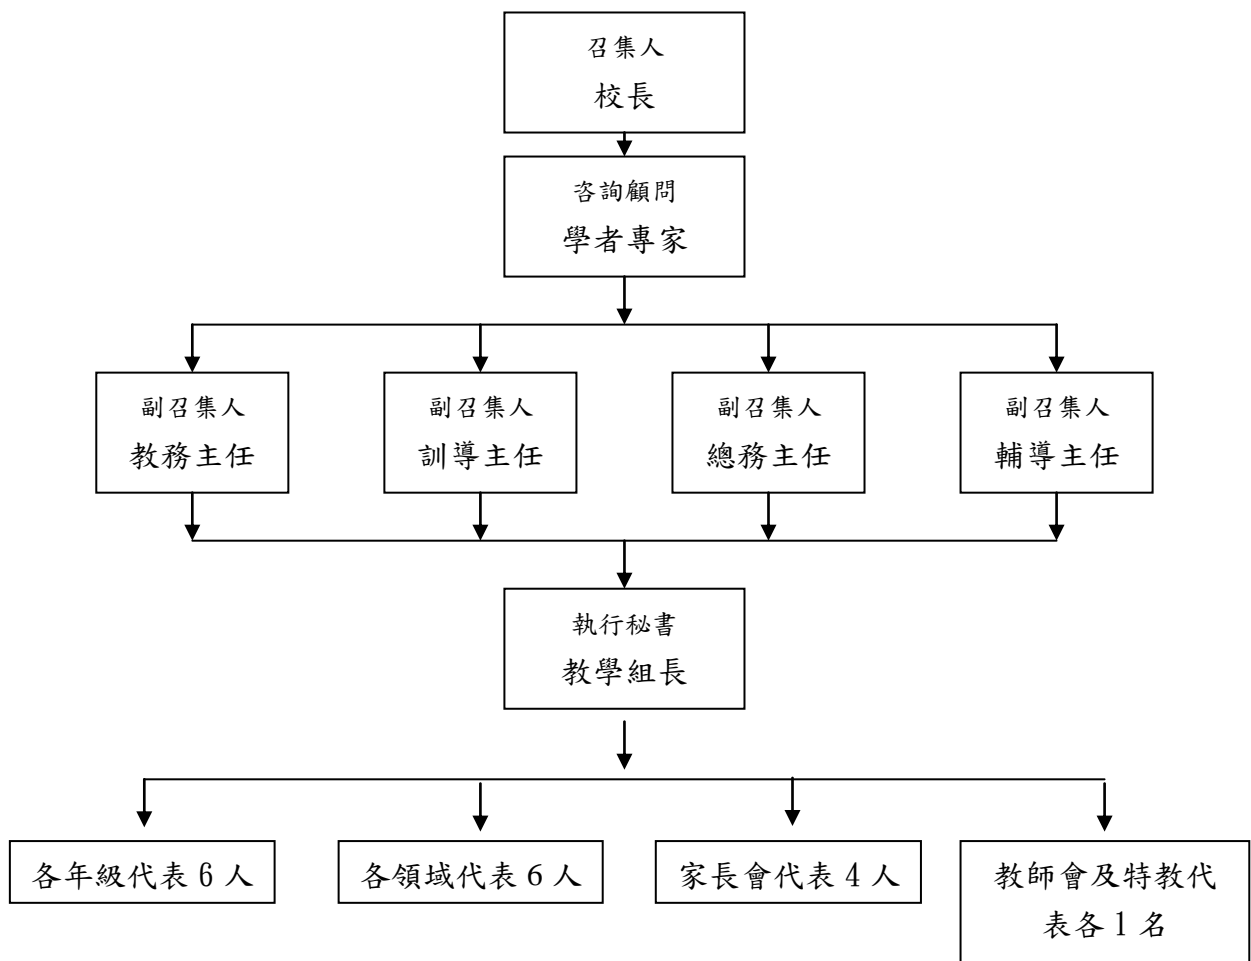 召集人
校長
咨詢顧問
學者專家
副召集人
教務主任
副召集人
訓導主任
副召集人
總務主任
副召集人
輔導主任
執行秘書
教學組長
各年級代表 6 人
各領域代表 6 人
家長會代表 4 人
教師會及特教代
表各 1 名